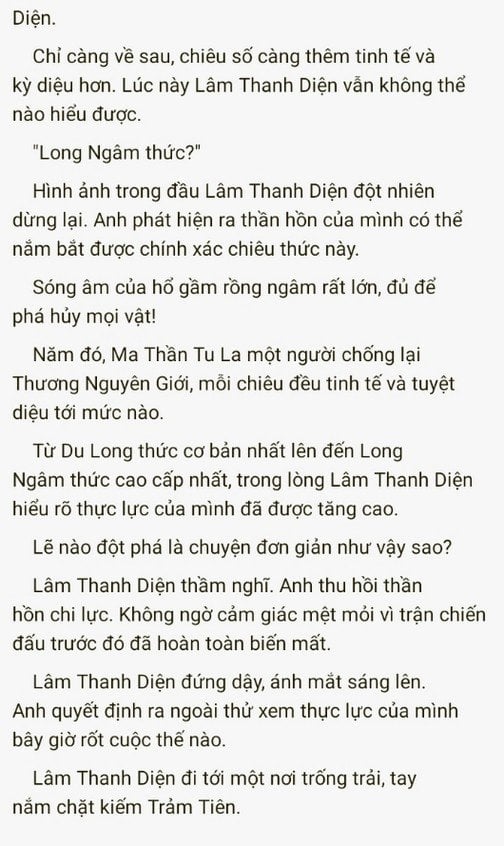 Diện.
Chỉ càng về sau, chiêu số càng thêm tinh tế và
kỳ diệu hơn. Lúc này Lâm Thanh Diện vẫn không thể
nào hiểu được.
"Long Ngâm thức?"
Hình ảnh trong đầu Lâm Thanh Diện đột nhiên
dừng lại. Anh phát hiện ra thần hồn của mình có thể
nắm bắt được chính xác chiêu thức này.
Sóng âm của hổ gầm rồng ngâm rất lớn, đủ để
phá hủy mọi vật!
Năm đó, Ma Thần Tu La một người chống lại
Thương Nguyên Giới, mỗi chiêu đều tinh tế và tuyệt
diệu tới mức nào.
Từ Du Long thức cơ bản nhất lên đến Long
Ngâm thức cao cấp nhất, trong lòng Lâm Thanh Diện
hiểu rõ thực lực của mình đã được tăng cao.
Lẽ nào đột phá là chuyện đơn giản như vậy sao?
Lâm Thanh Diện thầm nghĩ. Anh thu hồi thần
hồn chi lực. Không ngờ cảm giác mệt mỏi vì trận chiến
đấu trước đó đã hoàn toàn biến mất.
Lâm Thanh Diện đứng dậy, ánh mắt sáng lên.
Anh quyết định ra ngoài thử xem thực lực của mình
bây giờ rốt cuộc thế nào.
Lâm Thanh Diện đi tới một nơi trống trải, tay
nắm chặt kiếm Trảm Tiên.